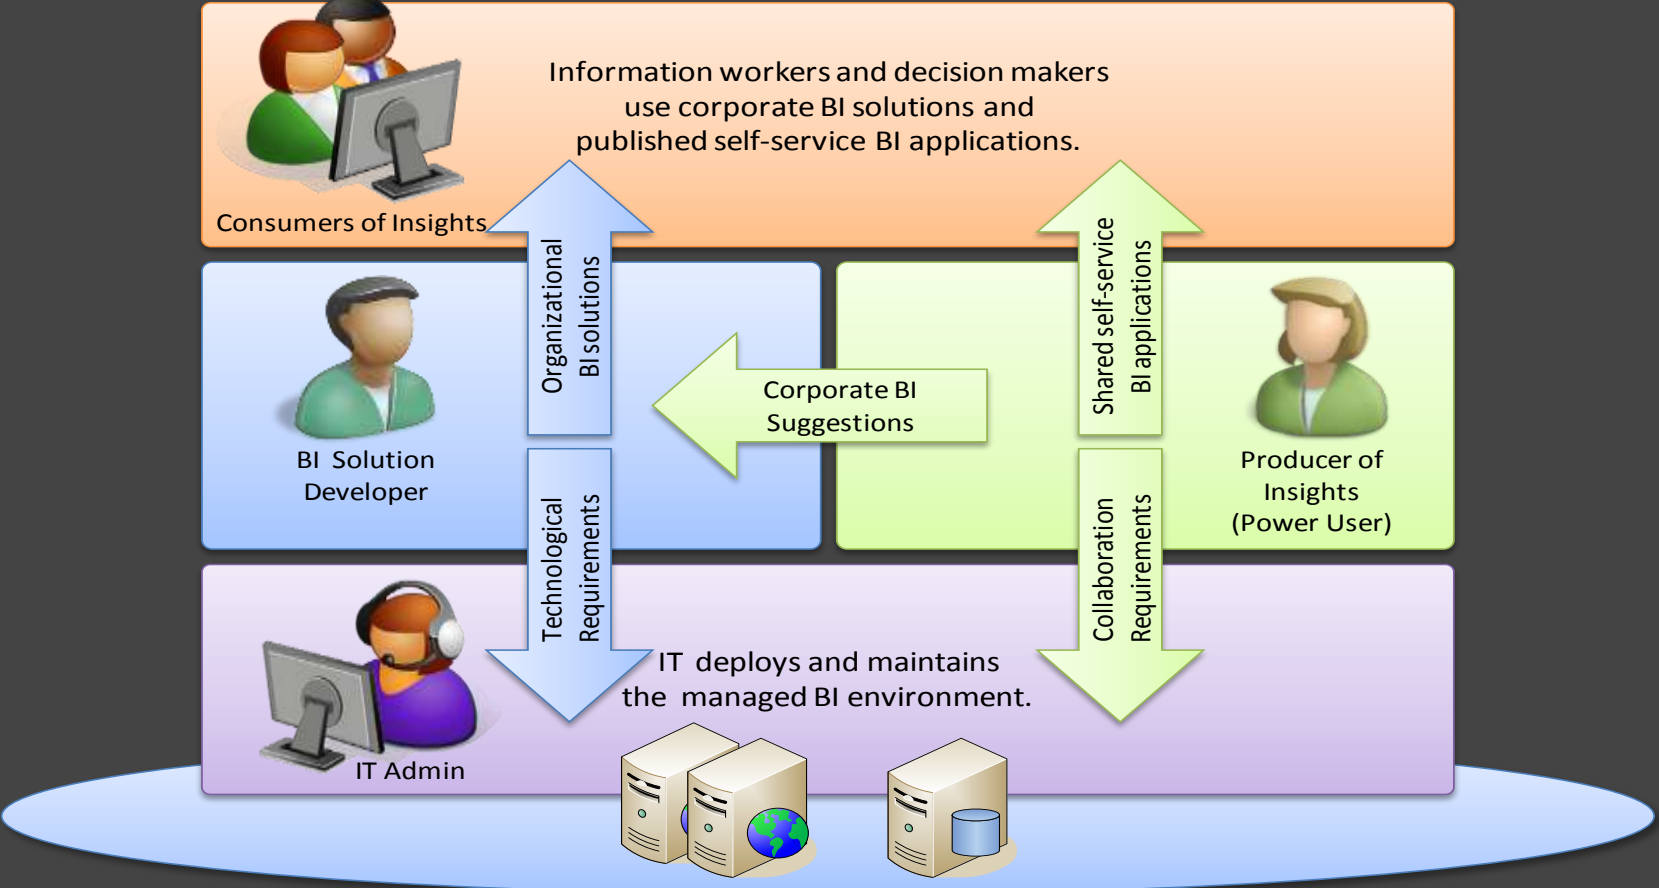 Information workers and decision makers
use corporate BI solutions and
published self-service BI applications.
Consumers of Insights
Organizational
BI solutions
Shared self-service
BI applications
Corporate BI
Suggestions
BI Solution
Developer
Producer of
Insights
(Power User)
Technological
Requirements
Collaboration
Requirements
IT deploys and maintains
the managed BI environment.
IT Admin